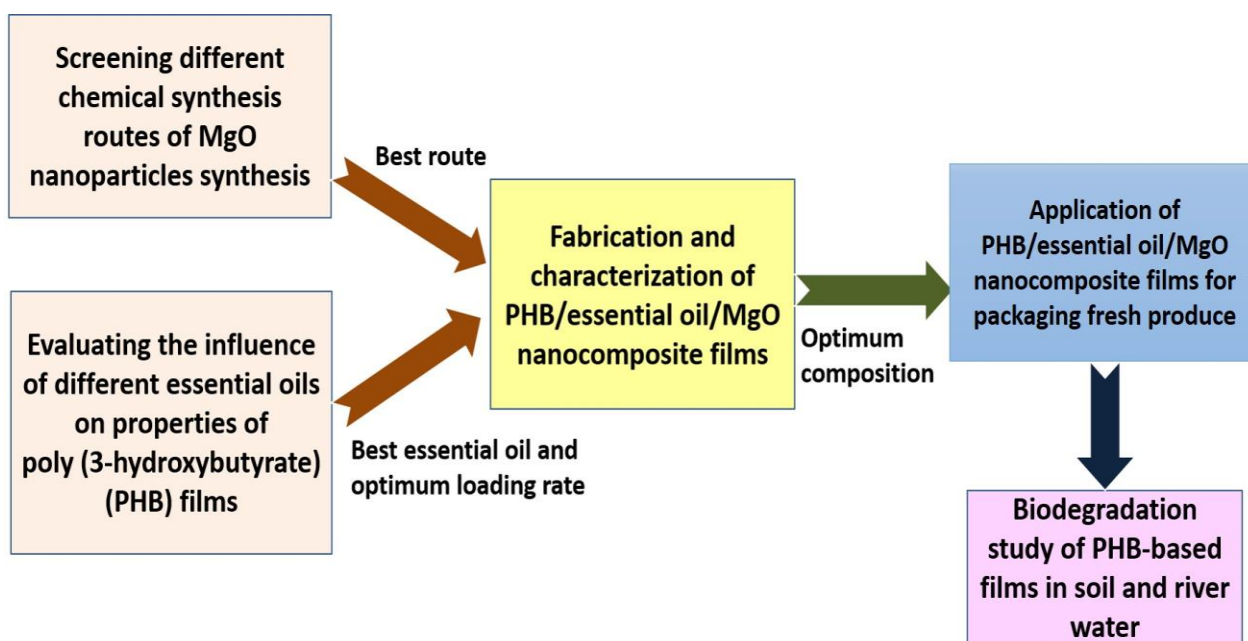 Screening different
chemical synthesis
routes of MgO
nanoparticles synthesis
Best route
Evaluating the influence
of different essential oils
on properties of
poly (3-hydroxybutyrate)
(PHB) films
Best essential oil and
optimum loading rate
Fabrication and
characterization of
PHB/essential oil/MgO
nanocomposite films
Optimum
composition
Application of
PHB/essential oil/MgO
nanocomposite films for
packaging fresh produce
Biodegradation
study of PHB-based
films in soil and river
water